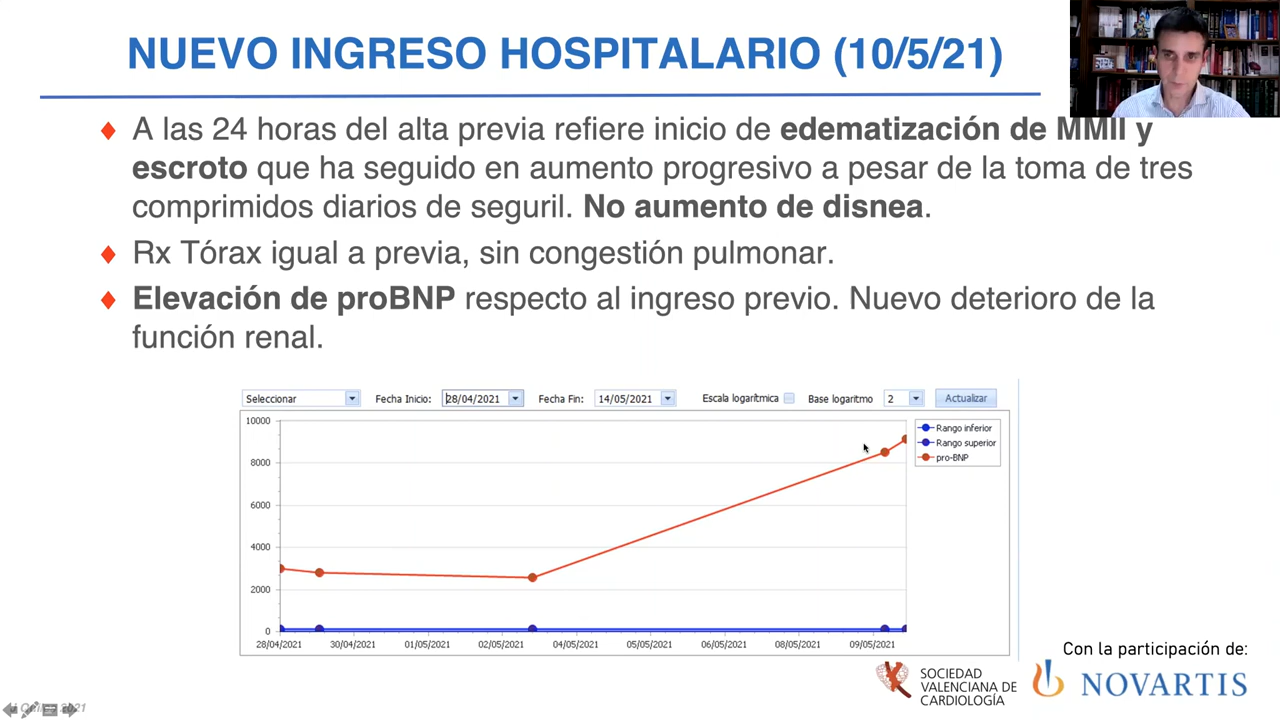 NUEVO INGRESO HOSPITALARIO (10/5/21)
A las 24 horas del alta previa refiere inicio de edematización de MMII y
escroto que ha seguido en aumento progresivo a pesar de la toma de tres
comprimidos diarios de seguril. No aumento de disnea.
Rx Tórax igual a previa, sin congestión pulmonar.
Elevación de proBNP respecto al ingreso previo. Nuevo deterioro de la
función renal.
Seleccionar Fecha Inicio: 28/04/2021 Fecha Fin: 14/05/2021 Escala logarítmica Base logaritmo 2 Actualizar
10000
8000
6000
4000
2000
0
28/04/2021 30/04/2021 01/05/2021 02/05/2021 04/05/2021 05/05/2021 06/05/2021 08/05/2021 09/05/2021
Rango inferior
Rango superior
pro-BNP
Con la participación de:
SOCIEDAD
VALENCIANA DE
CARDIOLOGÍA
NOVARTIS
2021